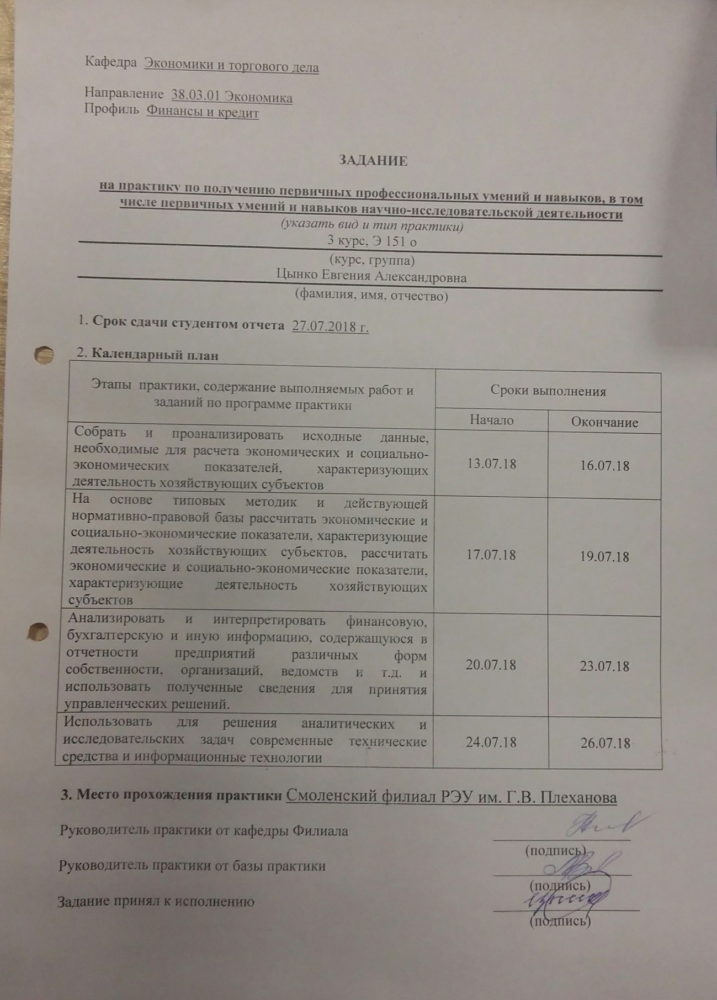 Кафедра Экономики и торгового дела
Направление 38.03.01 Экономика
Профиль Финансы и кредит
ЗАДАНИЕ
на практику по получению первичных профессиональных умений и навыков, в том
числе первичных умений и навыков научно-исследовательской деятельности
(указать вид и тип практики)
3 курс, Э 151 о
(курс, группа)
Цынко Евгения Александровна
(фамилия, имя, отчество)
1. Срок сдачи студентом отчета 27.07.2018 г.
2. Календарный план
Этапы практики, содержание выполняемых работ и
заданий по программе практики
Сроки выполнения
Начало
Окончание
Собрать и проанализировать исходные данные,
необходимые для расчета экономических и социально-
экономических показателей, характеризующих
деятельность хозяйствующих субъектов
13.07.18
16.07.18
На основе типовых методик и действующей
нормативно-правовой базы рассчитать экономические и
социально-экономические показатели, характеризующие
деятельность хозяйствующих субъектов, рассчитать
экономические и социально-экономические показатели,
характеризующие деятельность хозяйствующих
субъектов
17.07.18
19.07.18
Анализировать и интерпретировать финансовую,
бухгалтерскую и иную информацию, содержащуюся в
отчетности предприятий различных форм
собственности, организаций, ведомств и т.д. и
использовать полученные сведения для принятия
управленческих решений.
20.07.18
23.07.18
Использовать для решения аналитических и
исследовательских задач современные технические
средства и информационные технологии
24.07.18
26.07.18
3. Место прохождения практики Смоленский филиал РЭУ им. Г.В. Плеханова
Руководитель практики от кафедры Филиала
(подпись)
Руководитель практики от базы практики
(подпись)
Задание принял к исполнению
(подпись)